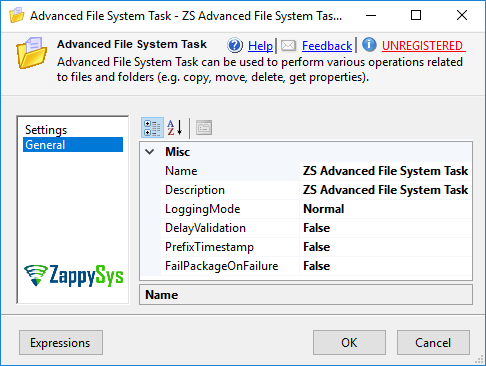 Advanced File System Task - ZS Advanced File System Tas...
Advanced File System Task
Help | Feedback | UNREGISTERED
Advanced File System Task can be used to perform various operations related
to files and folders (e.g. copy, move, delete, get properties).
Settings
General
ZappySys
A
Z
Misc
Name ZS Advanced File System Task
Description ZS Advanced File System Task
LoggingMode Normal
DelayValidation False
PrefixTimestamp False
FailPackageOnFailure False
Name
Expressions
OK
Cancel